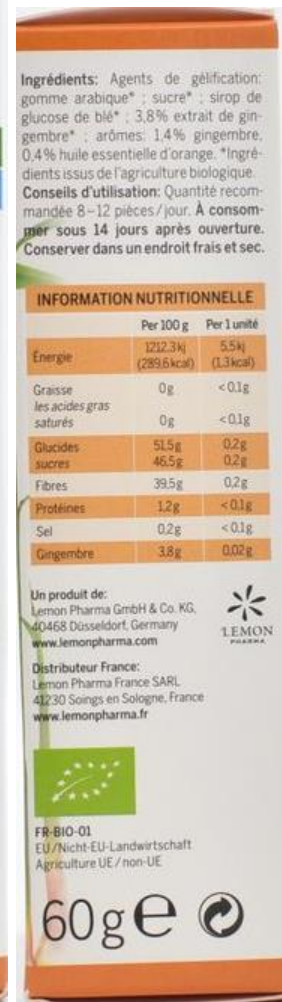 Ingrédients: Agents de gélification:
gomme arabique* ; sucre* ; sirop de
glucose de blé* ; 3,8% extrait de gin-
gembre* ; arômes: 1,4% gingembre,
0,4% huile essentielle d'orange. *Ingré-
dients issus de l'agriculture biologique.
Conseils d'utilisation: Quantité recom-
mandée 8–12 pièces/jour. À consom-
mer sous 14 jours après ouverture.
Conserver dans un endroit frais et sec.
INFORMATION NUTRITIONNELLE
Per 100 g Per 1 unité
Énergie 1212.3 kj 5.5 kj
(289,6 kcal) (1.3 kcal)
Graisse 0g <0,1g
les acides gras
saturés 0g <0,1g
Glucides 51,5g 0,2g
sucres 46,5g 0,2g
Fibres 39,5g 0,2g
Protéines 1,2g <0,1g
Sel 0,2g <0,1g
Gingembre 3,8g 0,02g
Un produit de:
Lemon Pharma GmbH & Co. KG,
40468 Düsseldorf, Germany
www.lemonpharma.com
LEMON
PHARMA
Distributeur France:
Lemon Pharma France SARL
41230 Soings en Sologne, France
www.lemonpharma.fr
FR-BIO-01
EU/Nicht-EU-Landwirtschaft
Agriculture UE/non-UE
60g e